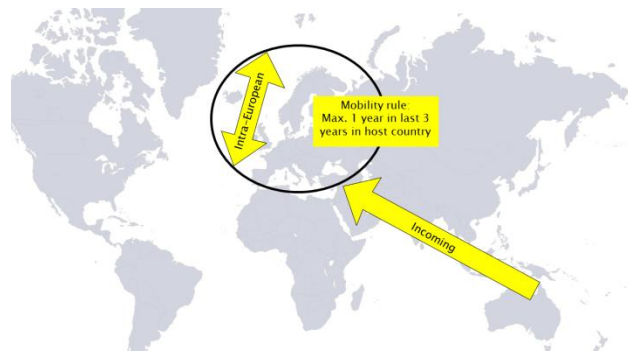 Intra-European
Mobility rule:
Max. 1 year in last 3
years in host country
Incoming